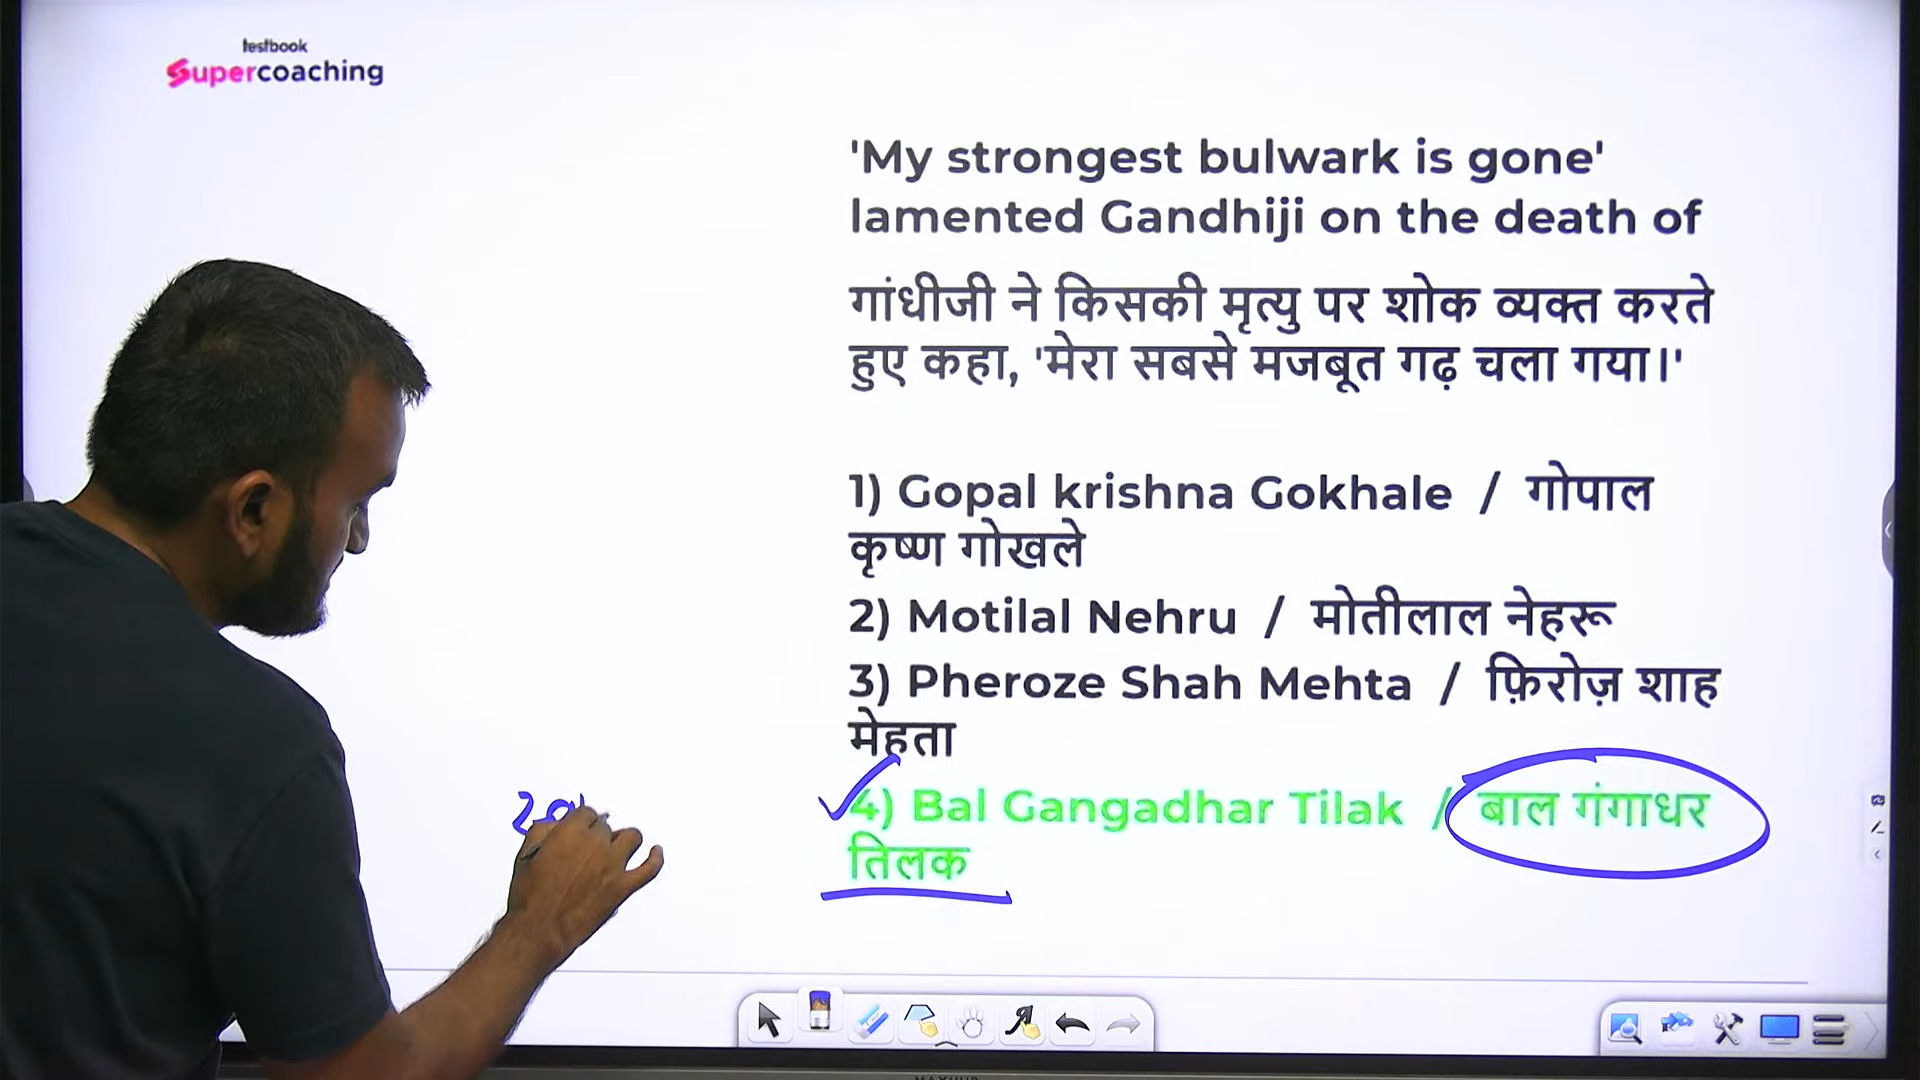 testbook
Supercoaching
'My strongest bulwark is gone'
lamented Gandhiji on the death of
गांधीजी ने किसकी मृत्यु पर शोक व्यक्त करते
हुए कहा, 'मेरा सबसे मजबूत गढ़ चला गया।'
1) Gopal krishna Gokhale / गोपाल
कृष्ण गोखले
2) Motilal Nehru / मोतीलाल नेहरू
3) Pheroze Shah Mehta / फ़िरोज़ शाह
मेहता
4) Bal Gangadhar Tilak / बाल गंगाधर
तिलक